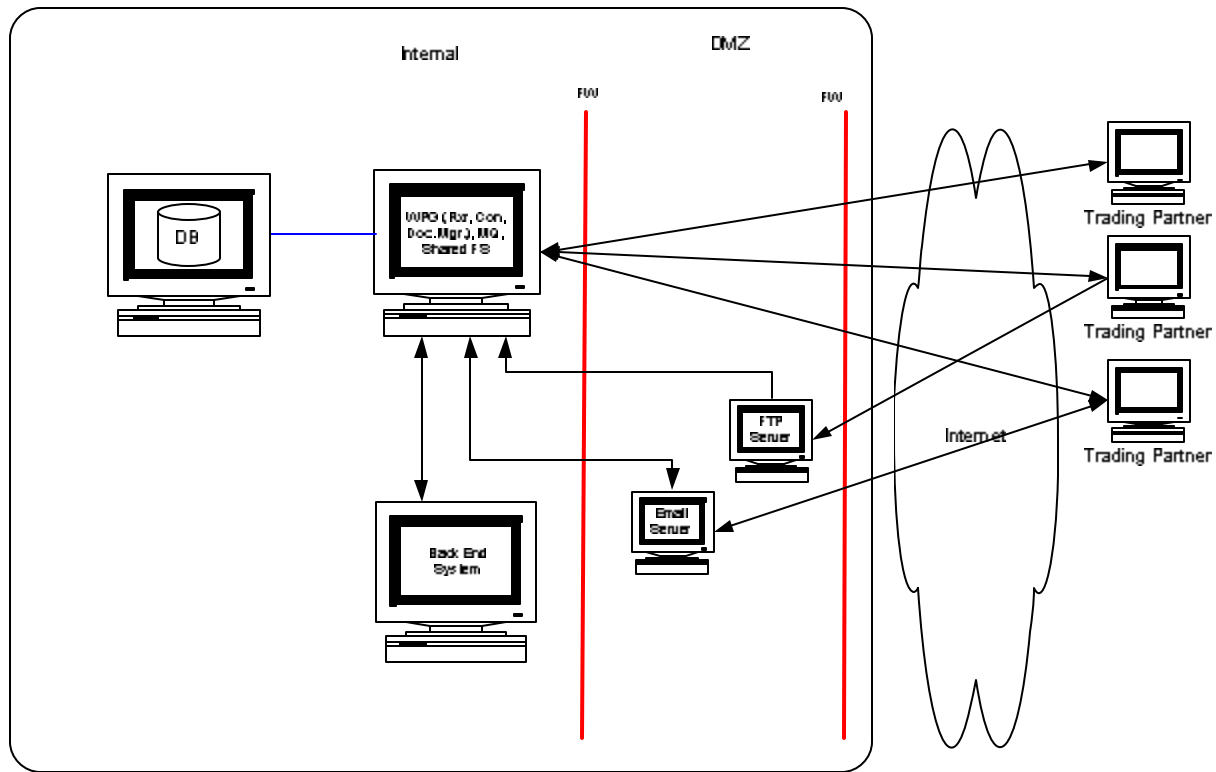 Internal
DMZ
FW
FW
DB
WPG ( Rxr, Con,
Doc.Mgr.), MQ,
Shared FS
Trading Partner
Trading Partner
FTP
Server
Internet
Trading Partner
Email
Server
Back End
System